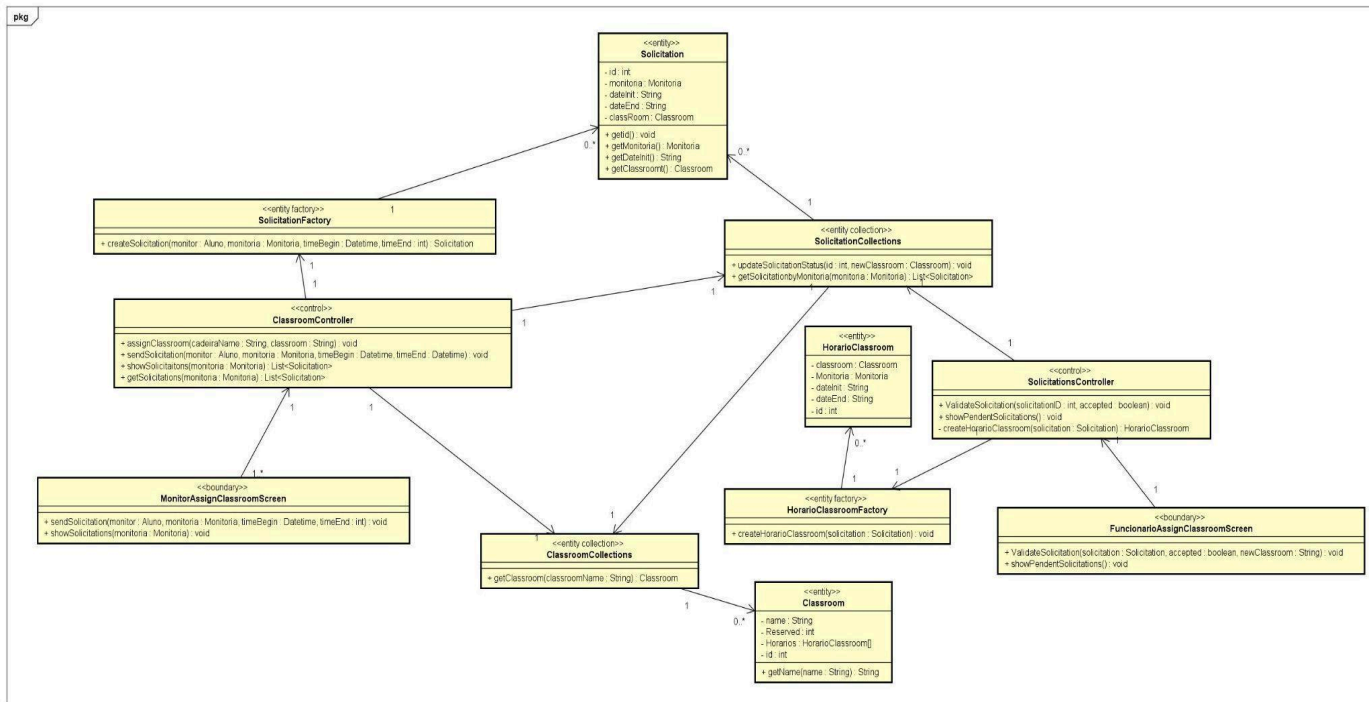 pkg
<<entity>>
Solicitation
- id : int
- monitoria : Monitoria
- dateInit : String
- dateEnd : String
- classRoom : Classroom
+ getid() : void
+ getMonitoria() : Monitoria
+ getDateInit() : String
+ getClassroomt() : Classroom
0..*
0..*
1
1
<<entity factory>>
SolicitationFactory
+ createSolicitation(monitor : Aluno, monitoria : Monitoria, timeBegin : Datetime, timeEnd : int) : Solicitation
<<entity collection>>
SolicitationCollections
+ updateSolicitationStatus(id : int, newClassroom : Classroom) : void
+ getSolicitationbyMonitoria(monitoria : Monitoria) : List<Solicitation>
1
1
1
1
1
1
1
<<control>>
ClassroomController
+ assignClassroom(cadeiraName : String, classroom : String) : void
+ sendSolicitation(monitor : Aluno, monitoria : Monitoria, timeBegin : Datetime, timeEnd : Datetime) : void
+ showSolicitaitons(monitoria : Monitoria) : List<Solicitation>
+ getSolicitations(monitoria : Monitoria) : List<Solicitation>
<<entity>>
HorarioClassroom
- classroom : Classroom
- Monitoria : Monitoria
- dateInit : String
- dateEnd : String
- id : int
<<control>>
SolicitationsController
+ ValidateSolicitation(solicitationID : int, accepted : boolean) : void
+ showPendentSolicitations() : void
- createHorarioClassroom(solicitation : Solicitation) : HorarioClassroom
1
1
0..*
1
1
1..*
1
1
1
<<boundary>>
MonitorAssignClassroomScreen
+ sendSolicitation(monitor : Aluno, monitoria : Monitoria, timeBegin : Datetime, timeEnd : int) : void
+ showSolicitations(monitoria : Monitoria) : void
<<entity factory>>
HorarioClassroomFactory
+ createHorarioClassroom(solicitation : Solicitation) : void
<<boundary>>
FuncionarioAssignClassroomScreen
+ ValidateSolicitation(solicitation : Solicitation, accepted : boolean, newClassroom : String) : void
+ showPendentSolicitations() : void
1
1
<<entity collection>>
ClassroomCollections
+ getClassroom(classroomName : String) : Classroom
1
0..*
<<entity>>
Classroom
- name : String
- Reserved : int
- Horarios : HorarioClassroom[]
- id : int
+ getName(name : String) : String